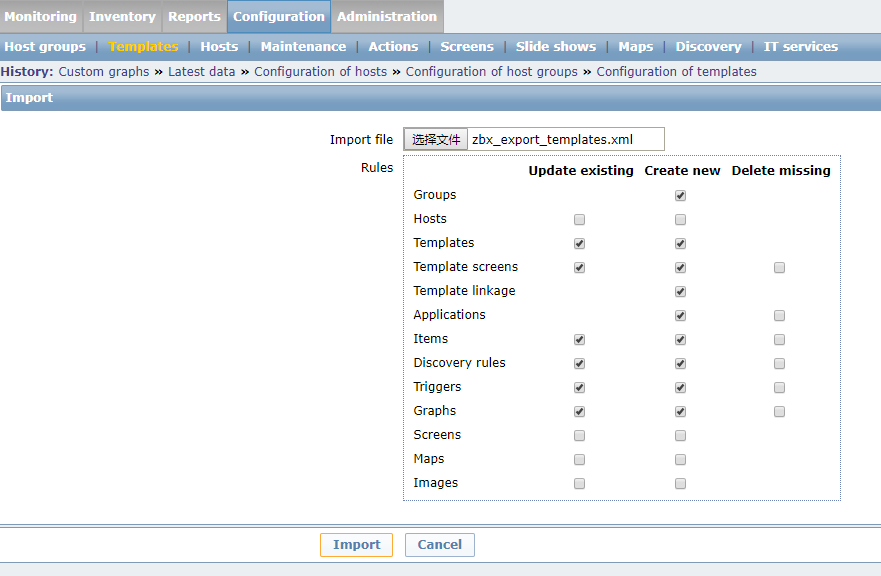 Monitoring Inventory Reports Configuration Administration
Host groups | Templates | Hosts | Maintenance | Actions | Screens | Slide shows | Maps | Discovery | IT services
History: Custom graphs » Latest data » Configuration of hosts » Configuration of host groups » Configuration of templates
Import
Import file 选择文件 zbx_export_templates.xml
Rules
Update existing Create new Delete missing
Groups
Hosts
Templates
Template screens
Template linkage
Applications
Items
Discovery rules
Triggers
Graphs
Screens
Maps
Images
Import Cancel